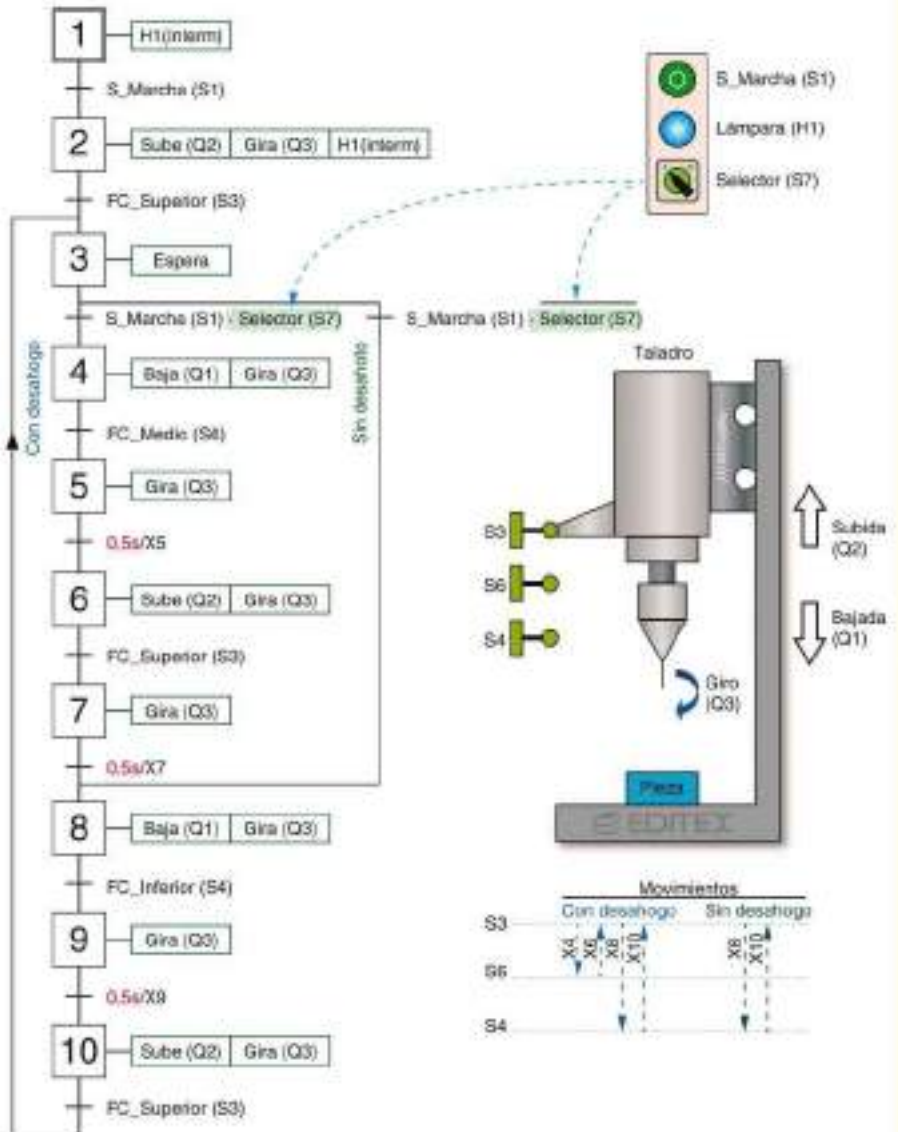 1 H1(interm)
S_Marcha (S1)
2 Sube (Q2) Gira (Q3) H1(interm)
FC_Superior (S3)
3 Espera
S_Marcha (S1) - Selector (S7)
S_Marcha (S1) - Selector (S7)
4 Baja (Q1) Gira (Q3)
FC_Medic (S6)
5 Gira (Q3)
0,5s/X5
6 Sube (Q2) Gira (Q3)
FC_Superior (S3)
7 Gira (Q3)
0,5s/X7
8 Baja (Q1) Gira (Q3)
FC_Inferior (S4)
9 Gira (Q3)
0,5s/X9
10 Sube (Q2) Gira (Q3)
FC_Superior (S3)
Con desahogo
Sin desahoto
S_Marcha (S1)
Lámpara (H1)
Selector (S7)
Taladro
S3
S6
S4
Subida
(Q2)
Bajada
(Q1)
Giro
(Q3)
Pieza
EDITEX
Movimientos
Con desahogo Sin desahogo
S3
X4 X6 X8 X10 X8 X10
S6
S4